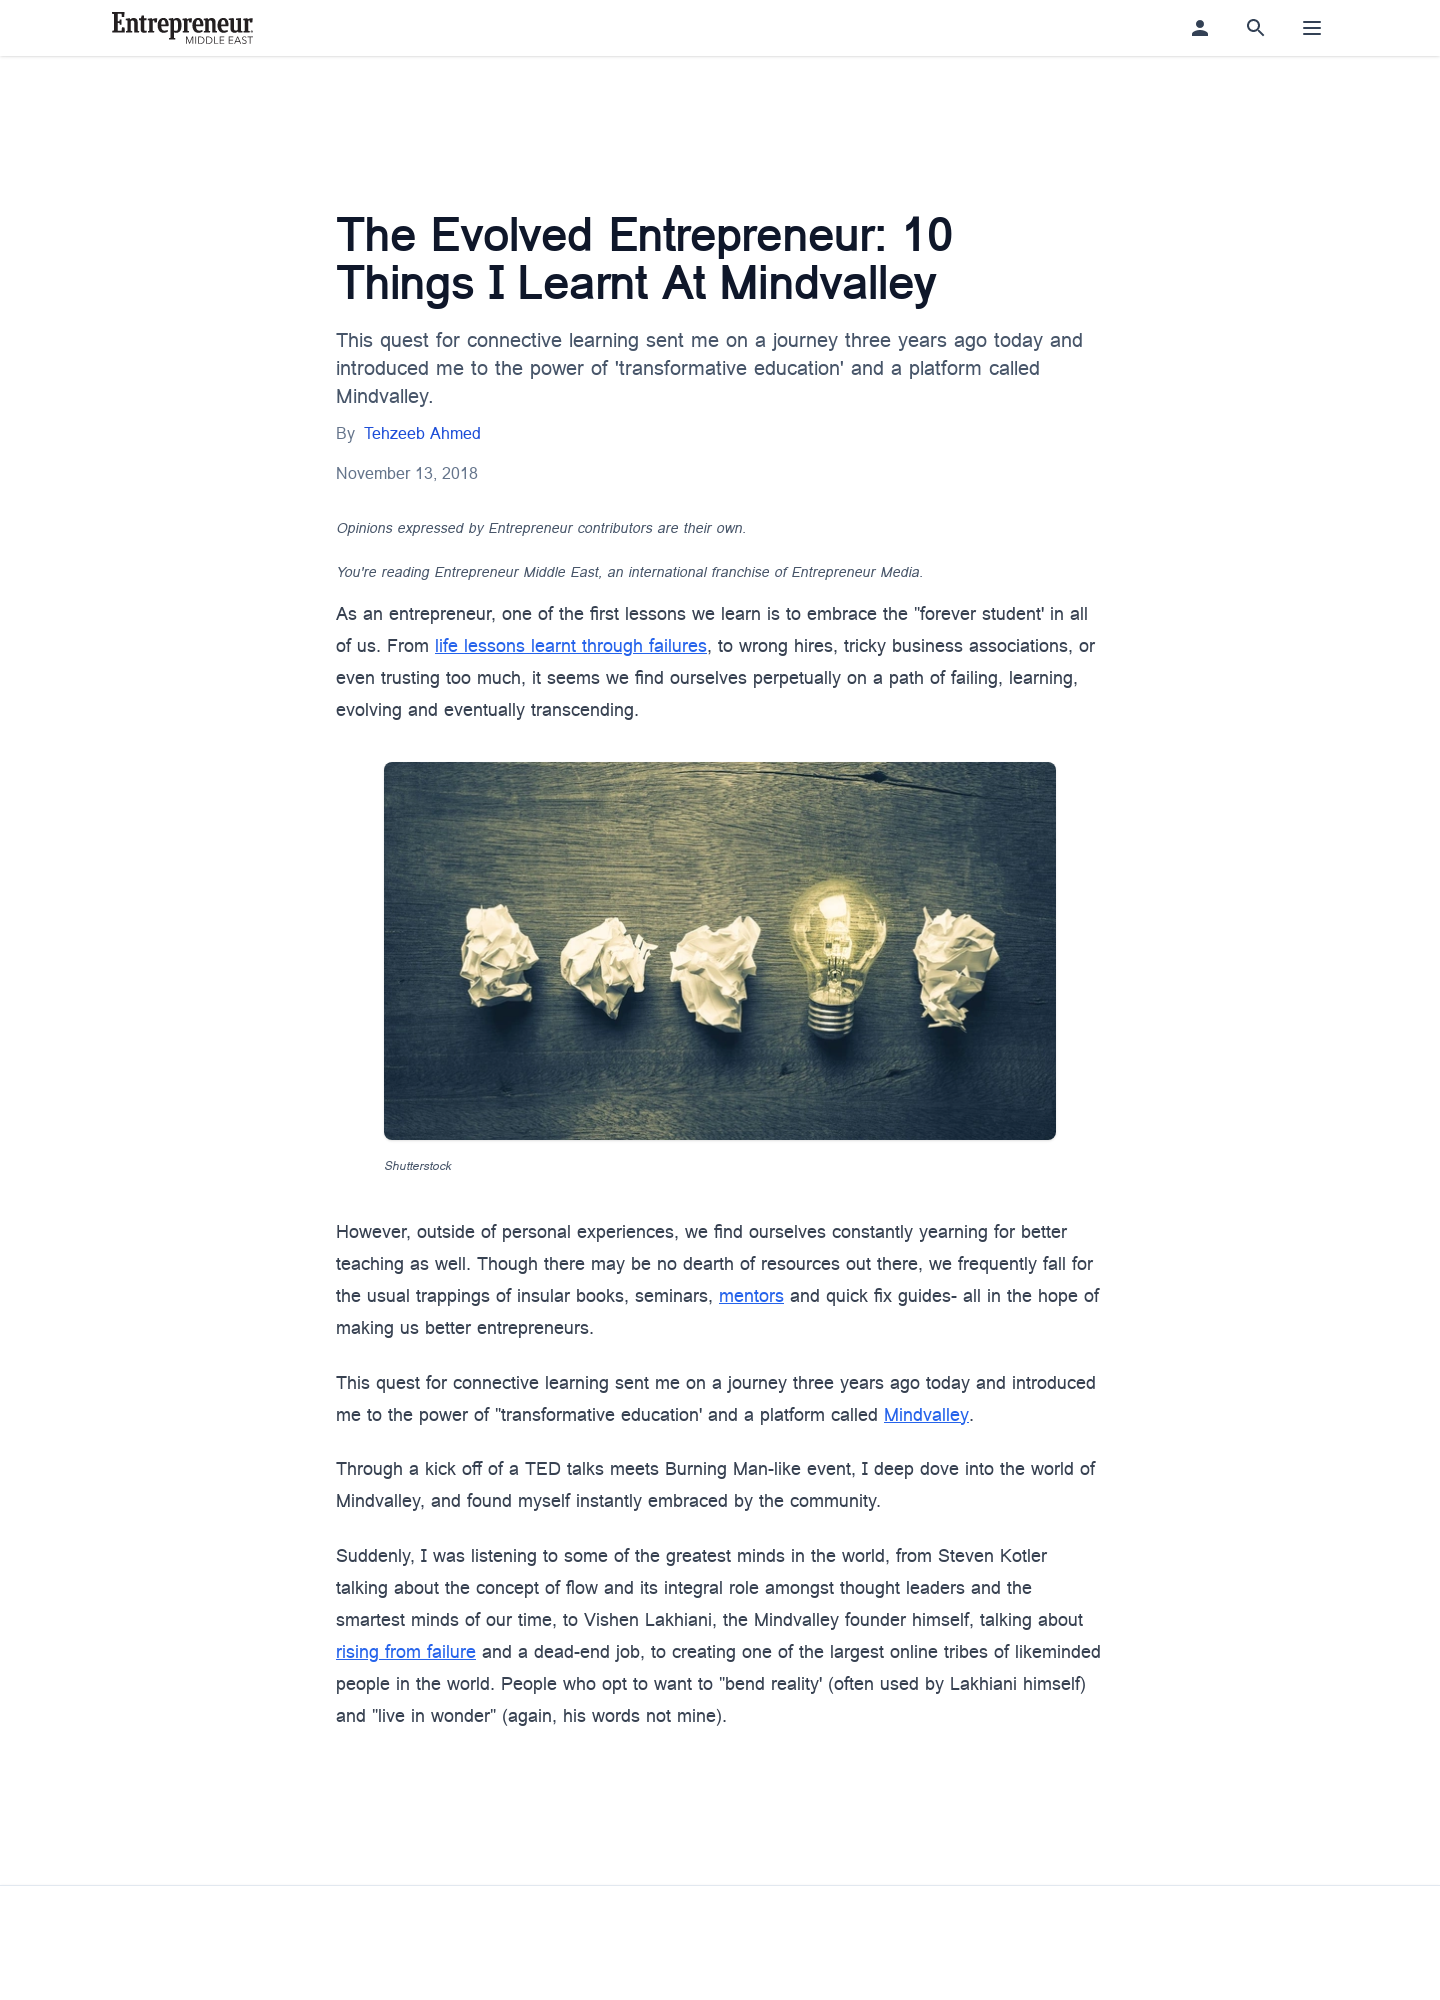 Entrepreneur
MIDDLE EAST
The Evolved Entrepreneur: 10
Things I Learnt At Mindvalley
This quest for connective learning sent me on a journey three years ago today and
introduced me to the power of 'transformative education' and a platform called
Mindvalley.
By Tehzeeb Ahmed
November 13, 2018
Opinions expressed by Entrepreneur contributors are their own.
You're reading Entrepreneur Middle East, an international franchise of Entrepreneur Media.
As an entrepreneur, one of the first lessons we learn is to embrace the "forever student' in all
of us. From life lessons learnt through failures, to wrong hires, tricky business associations, or
even trusting too much, it seems we find ourselves perpetually on a path of failing, learning,
evolving and eventually transcending.
Shutterstock
However, outside of personal experiences, we find ourselves constantly yearning for better
teaching as well. Though there may be no dearth of resources out there, we frequently fall for
the usual trappings of insular books, seminars, mentors and quick fix guides- all in the hope of
making us better entrepreneurs.
This quest for connective learning sent me on a journey three years ago today and introduced
me to the power of "transformative education' and a platform called Mindvalley.
Through a kick off of a TED talks meets Burning Man-like event, I deep dove into the world of
Mindvalley, and found myself instantly embraced by the community.
Suddenly, I was listening to some of the greatest minds in the world, from Steven Kotler
talking about the concept of flow and its integral role amongst thought leaders and the
smartest minds of our time, to Vishen Lakhiani, the Mindvalley founder himself, talking about
rising from failure and a dead-end job, to creating one of the largest online tribes of likeminded
people in the world. People who opt to want to "bend reality' (often used by Lakhiani himself)
and "live in wonder" (again, his words not mine).